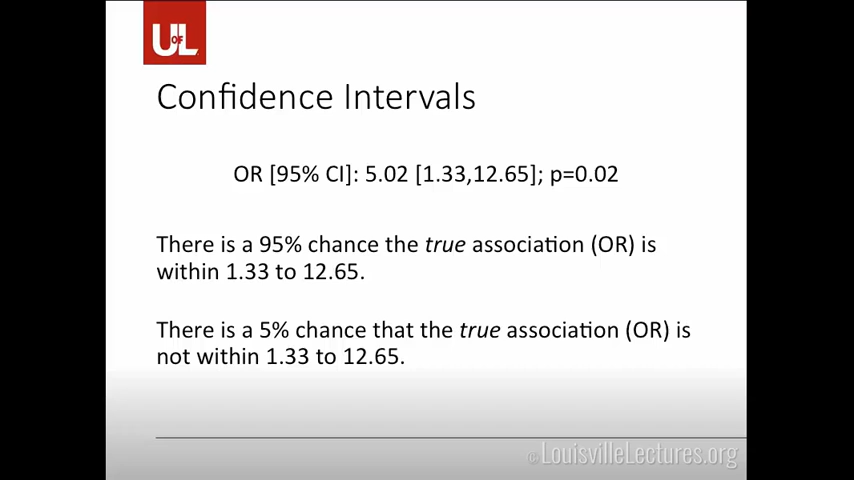 UofL
Confidence Intervals
OR [95% CI]: 5.02 [1.33,12.65]; p=0.02
There is a 95% chance the true association (OR) is
within 1.33 to 12.65.
There is a 5% chance that the true association (OR) is
not within 1.33 to 12.65.
© LouisvilleLectures.org